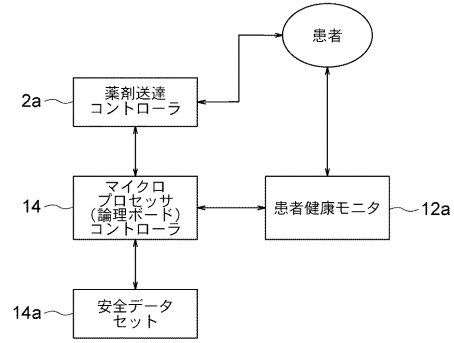 患者
2a
薬剤送達
コントローラ
14
マイクロ
プロセッサ
(論理ボード)
コントローラ
患者健康モニタ
12a
14a
安全データ
セット